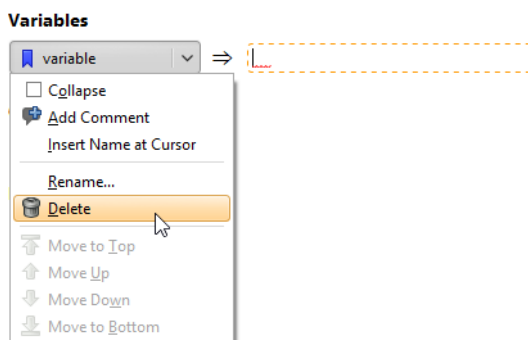 Variables
variable ⇒
Collapse
Add Comment
Insert Name at Cursor
Rename...
Delete
Move to Top
Move Up
Move Down
Move to Bottom